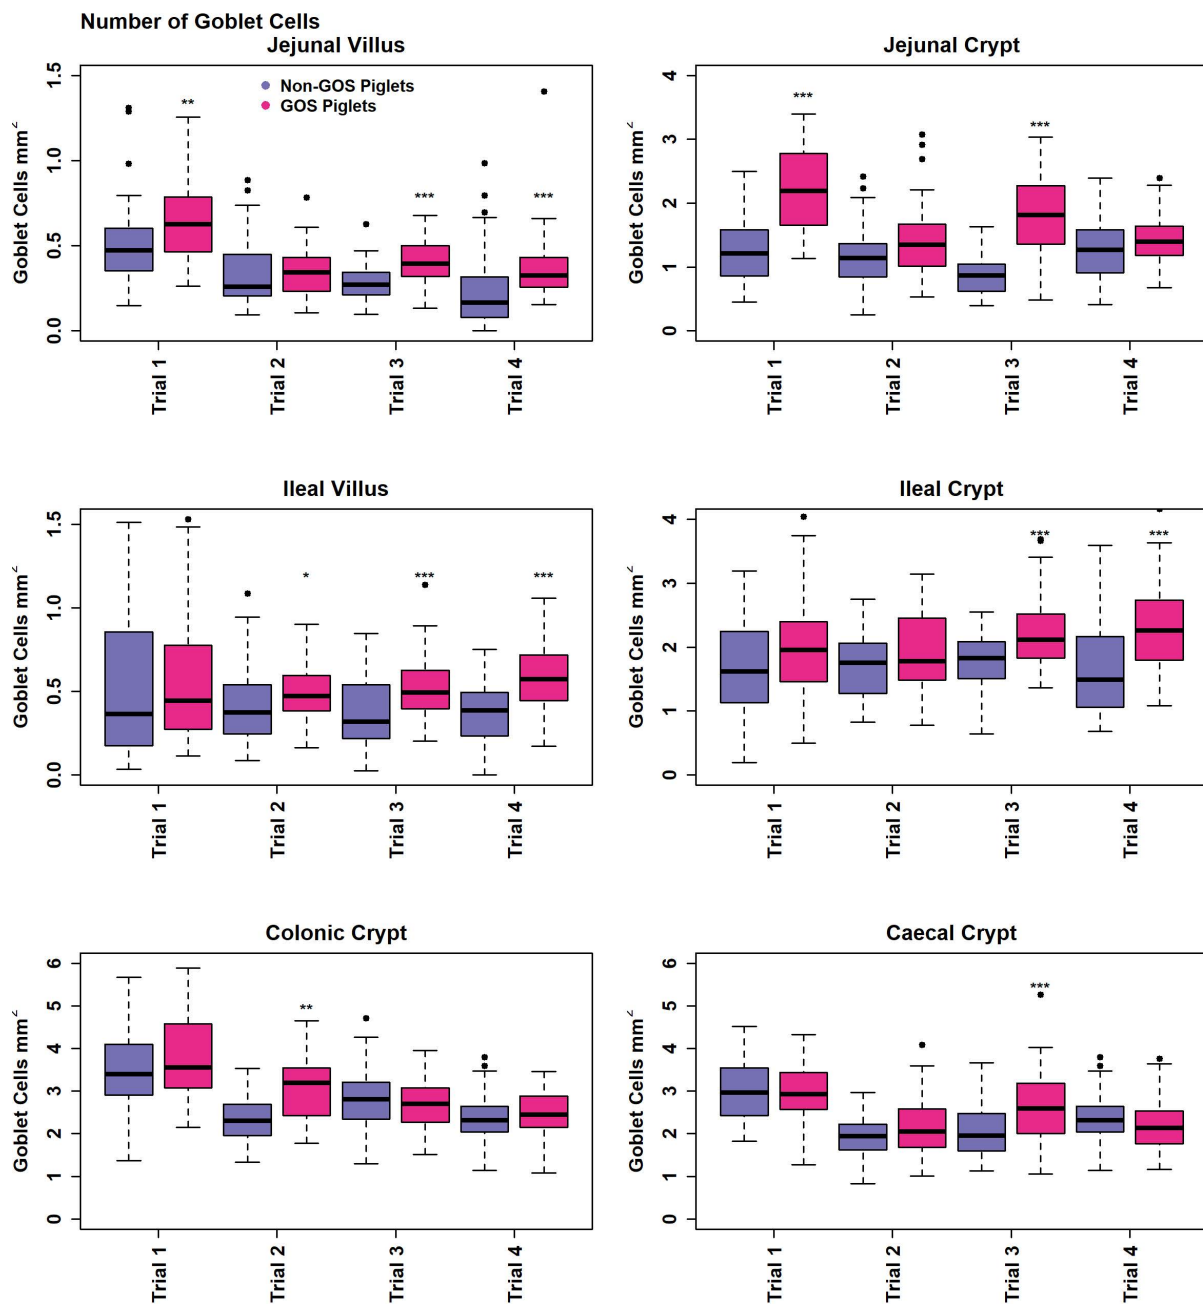 Number of Goblet Cells
Jejunal Villus
Non-GOS Piglets
GOS Piglets
Goblet Cells mm²
0.0 0.5 1.0 1.5
** *** ***
Trial 1 Trial 2 Trial 3 Trial 4
Jejunal Crypt
Goblet Cells mm²
0 1 2 3 4
*** ***
Trial 1 Trial 2 Trial 3 Trial 4
Ileal Villus
Goblet Cells mm²
0.0 0.5 1.0 1.5
* *** ***
Trial 1 Trial 2 Trial 3 Trial 4
Ileal Crypt
Goblet Cells mm²
0 1 2 3 4
*** ***
Trial 1 Trial 2 Trial 3 Trial 4
Colonic Crypt
Goblet Cells mm²
0 1 2 3 4 5 6
**
Trial 1 Trial 2 Trial 3 Trial 4
Caecal Crypt
Goblet Cells mm²
0 1 2 3 4 5 6
***
Trial 1 Trial 2 Trial 3 Trial 4